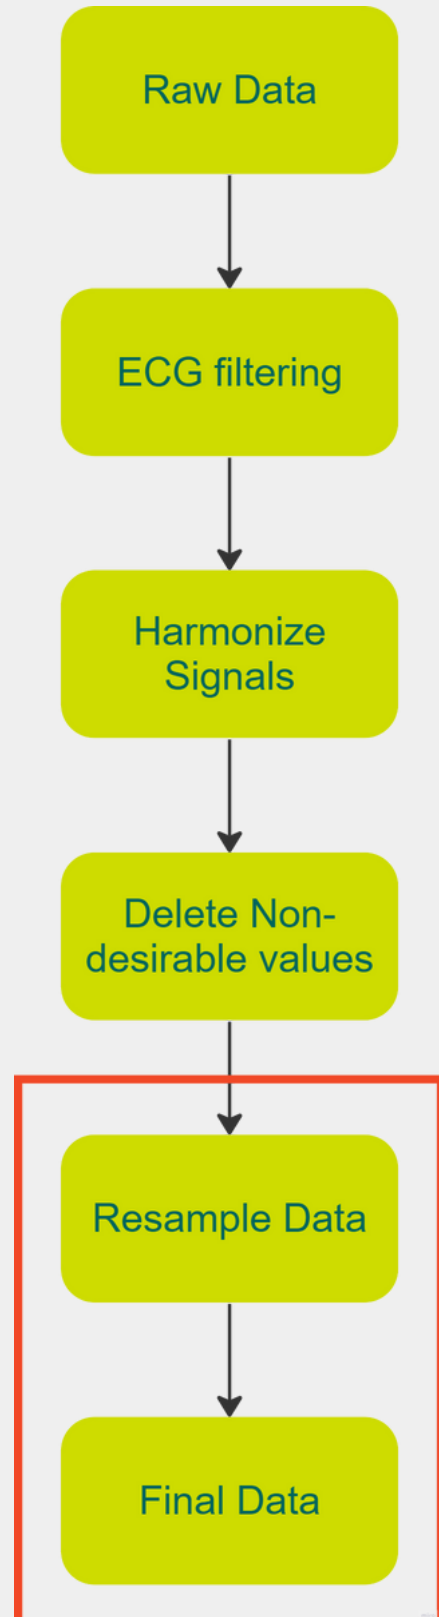 Raw Data
ECG filtering
Harmonize
Signals
Delete Non-
desirable values
Resample Data
Final Data